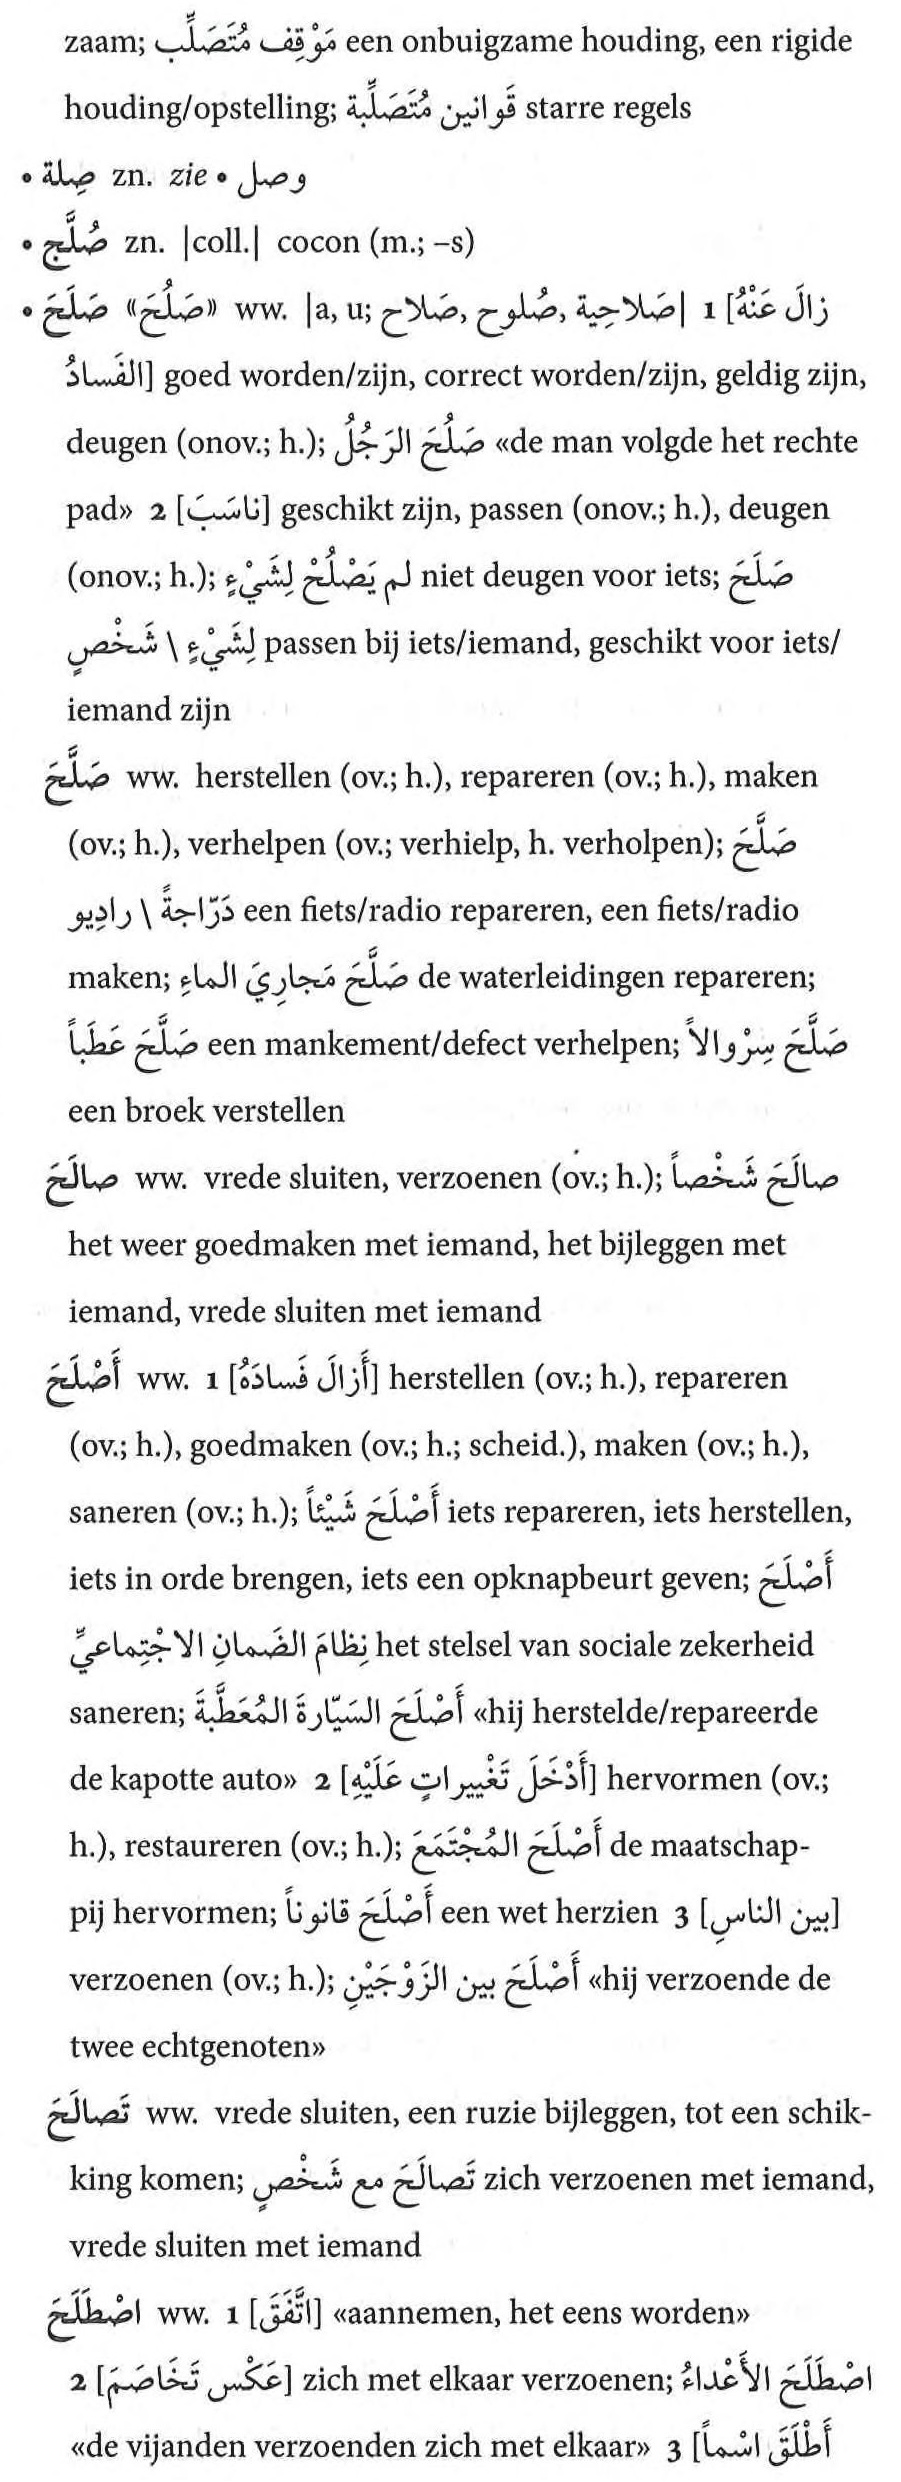 zaam; مَوْقِف مُتَصَلِّب een onbuigzame houding, een rigide
houding/opstelling; قَوانين مُتَصَلِّبة starre regels
• صِلة zn. zie • وصل
• صُلَّج zn. |coll.| cocon (m.; –s)
• صَلَحَ «صَلُحَ» ww. |a, u; صَلاح, صُلوح, صَلاحِية| 1 [زالَ عَنْهُ
الفَسادُ] goed worden/zijn, correct worden/zijn, geldig zijn,
deugen (onov.; h.); صَلُحَ الرَجُلُ «de man volgde het rechte
pad» 2 [ناسَبَ] geschikt zijn, passen (onov.; h.), deugen
(onov.; h.); لم يَصْلُحْ لِشَيْءٍ niet deugen voor iets; صَلَحَ
لِشَيْءٍ \ شَخْصٍ passen bij iets/iemand, geschikt voor iets/
iemand zijn
صَلَّحَ ww. herstellen (ov.; h.), repareren (ov.; h.), maken
(ov.; h.), verhelpen (ov.; verhielp, h. verholpen); صَلَّحَ
دَرّاجةً \ راديو een fiets/radio repareren, een fiets/radio
maken; صَلَّحَ مَجارِيَ الماءِ de waterleidingen repareren;
صَلَّحَ عَطَباً een mankement/defect verhelpen; صَلَّحَ سِرْوالاً
een broek verstellen
صالَحَ ww. vrede sluiten, verzoenen (ov.; h.); صالَحَ شَخْصاً
het weer goedmaken met iemand, het bijleggen met
iemand, vrede sluiten met iemand
أَصْلَحَ ww. 1 [أَزالَ فَسادَهُ] herstellen (ov.; h.), repareren
(ov.; h.), goedmaken (ov.; h.; scheid.), maken (ov.; h.),
saneren (ov.; h.); أَصْلَحَ شَيْئاً iets repareren, iets herstellen,
iets in orde brengen, iets een opknapbeurt geven; أَصْلَحَ
نِظامَ الضَمانِ الاجْتِماعيِّ het stelsel van sociale zekerheid
saneren; أَصْلَحَ السَيّارةَ المُعَطَّبةَ «hij herstelde/repareerde
de kapotte auto» 2 [أَدْخَلَ تَغْييراتٍ عَلَيْهِ] hervormen (ov.;
h.), restaureren (ov.; h.); أَصْلَحَ المُجْتَمَعَ de maatschap-
pij hervormen; أَصْلَحَ قانوناً een wet herzien 3 [بين الناسِ]
verzoenen (ov.; h.); أَصْلَحَ بين الزَوْجَيْنِ «hij verzoende de
twee echtgenoten»
تَصالَحَ ww. vrede sluiten, een ruzie bijleggen, tot een schik-
king komen; تَصالَحَ مع شَخْصٍ zich verzoenen met iemand,
vrede sluiten met iemand
اصْطَلَحَ ww. 1 [اتَّفَقَ] «aannemen, het eens worden»
2 [عَكْس تَخَاصَمَ] zich met elkaar verzoenen; اصْطَلَحَ الأَعْداءُ
«de vijanden verzoenden zich met elkaar» 3 [أَطْلَقَ اسْماً